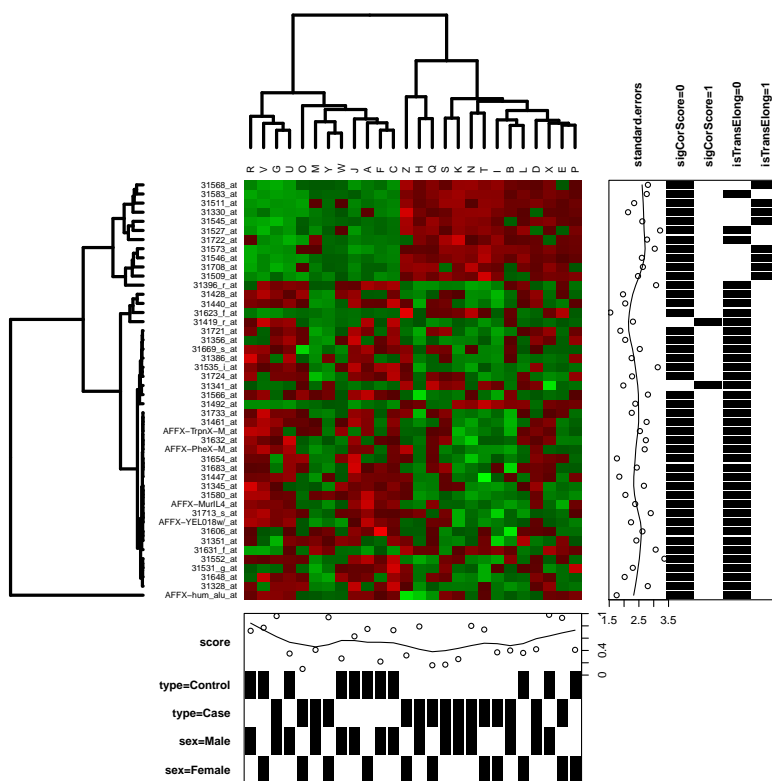 standard.errors
sigCorScore=0
sigCorScore=1
isTransElong=0
isTransElong=1
R V G U O M Y W J A F C Z H Q S K N T I B L D X E P
31568_at
31583_at
31511_at
31330_at
31545_at
31527_at
31722_at
31573_at
31546_at
31708_at
31509_at
31396_r_at
31428_at
31440_at
31623_f_at
31419_r_at
31721_at
31356_at
31669_s_at
31386_at
31535_i_at
31724_at
31341_at
31566_at
31492_at
31733_at
31461_at
AFFX-TrpnX-M_at
31632_at
AFFX-PheX-M_at
31654_at
31683_at
31447_at
31345_at
31580_at
AFFX-MurIL4_at
31713_s_at
AFFX-YEL018w/_at
31606_at
31351_at
31631_f_at
31552_at
31531_g_at
31648_at
31328_at
AFFX-hum_alu_at
1.5 2.5 3.5
score
0 0.4 1
type=Control
type=Case
sex=Male
sex=Female